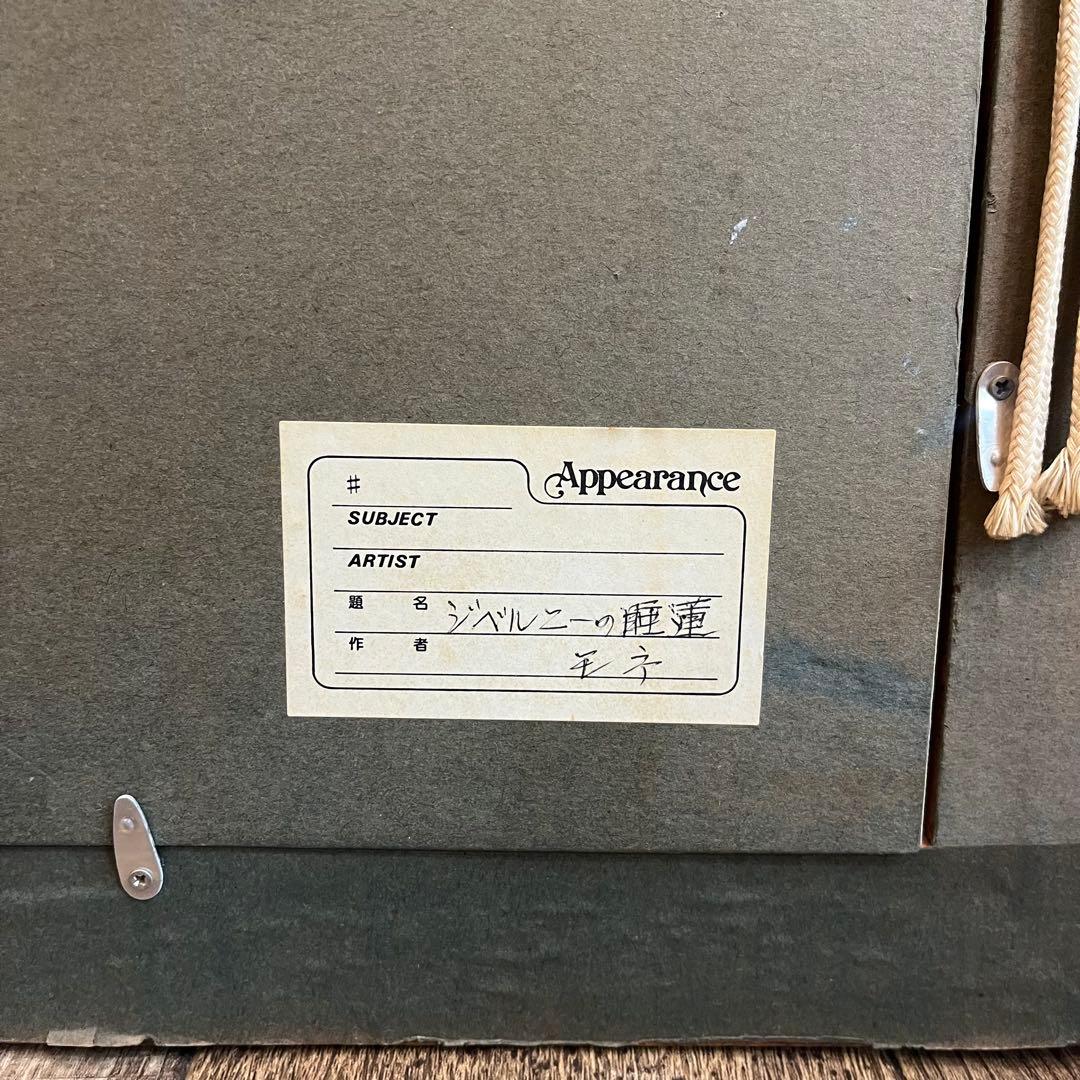 Appearance
#
SUBJECT
ARTIST
題 名 ジベルニーの睡蓮
作 者 モネ